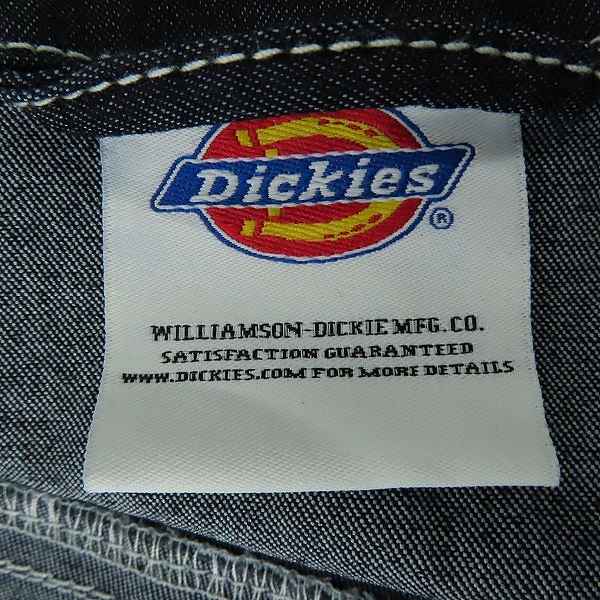 Dickies®
WILLIAMSON-DICKIE MFG. CO.
SATISFACTION GUARANTEED
WWW.DICKIES.COM FOR MORE DETAILS